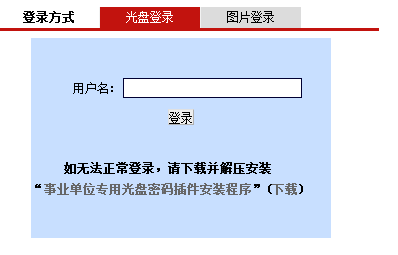 登录方式 光盘登录 图片登录
用户名：
登录
如无法正常登录，请下载并解压安装
“事业单位专用光盘密码插件安装程序”（下载）